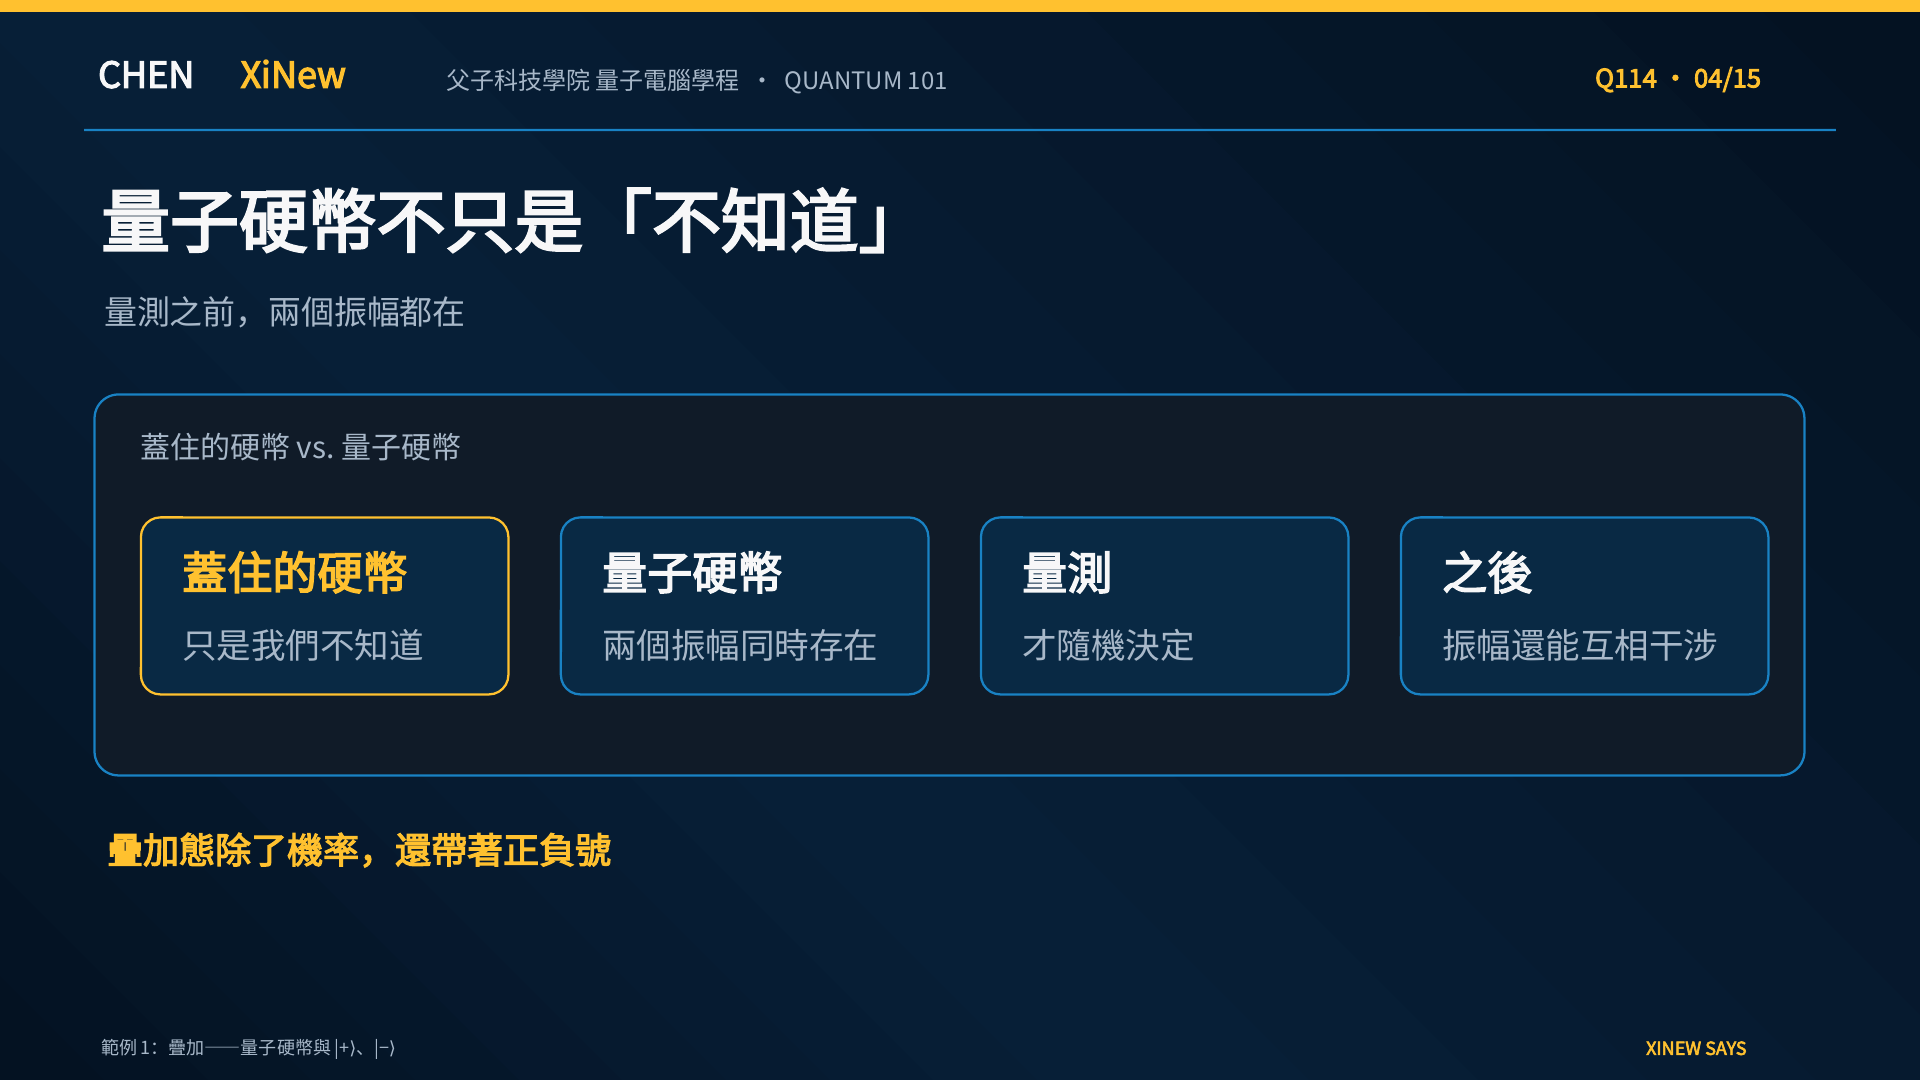 CHEN XiNew 父子科技學院 量子電腦學程 · QUANTUM 101 Q114 · 04/15
量子硬幣不只是「不知道」
量測之前，兩個振幅都在
蓋住的硬幣 vs. 量子硬幣
蓋住的硬幣
只是我們不知道
量子硬幣
兩個振幅同時存在
量測
才隨機決定
之後
振幅還能互相干涉
疊加態除了機率，還帶著正負號
範例 1：疊加——量子硬幣與 |+⟩、|−⟩
XINEW SAYS